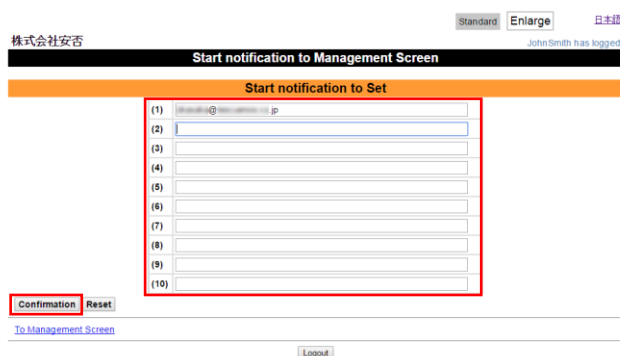 Standard Enlarge 日本語
株式会社安否
JohnSmith has logged
Start notification to Management Screen
Start notification to Set
(1) @ .jp
(2)
(3)
(4)
(5)
(6)
(7)
(8)
(9)
(10)
Confirmation Reset
To Management Screen
Logout